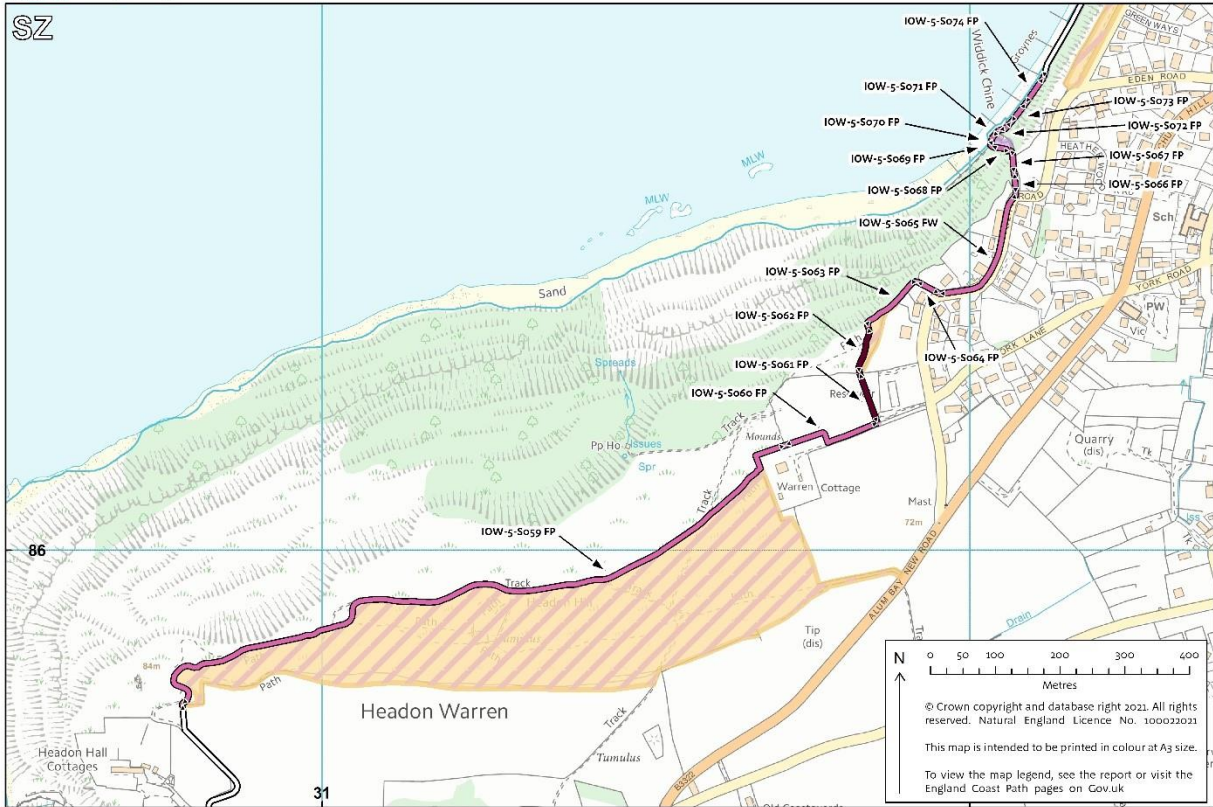 SZ
IOW-5-S074 FP
GREEN WAYS
Widdick Chine
Groynes
EDEN ROAD
IOW-5-S071 FP
IOW-5-S073 FP
IOW-5-S070 FP
IOW-5-S072 FP
HILL
MLW
IOW-5-S069 FP
IOW-5-S067 FP
IOW-5-S068 FP
IOW-5-S066 FP
MLW
ROAD
Sch
IOW-5-S065 FW
IOW-5-S063 FP
YORK ROAD
Sand
PW
Vic
IOW-5-S062 FP
IOW-5-S064 FP
Spreads
IOW-5-S061 FP
IOW-5-S060 FP
Track
Mounds
Quarry
(dis)
Tk
Pp Ho
Issues
Spr
Warren Cottage
Track
Mast
72m
IOW-5-S059 FP
86
Track
Headon Hill
Path
Tumulus
ALUM BAY NEW ROAD
Drain
Tip
(dis)
84m
Path
Path
Headon Warren
Track
Headon Hall
Cottages
Tumulus
B3322
31
N
0 50 100 200 300 400
Metres
© Crown copyright and database right 2021. All rights
reserved. Natural England Licence No. 100022021
This map is intended to be printed in colour at A3 size.
To view the map legend, see the report or visit the
England Coast Path pages on Gov.uk